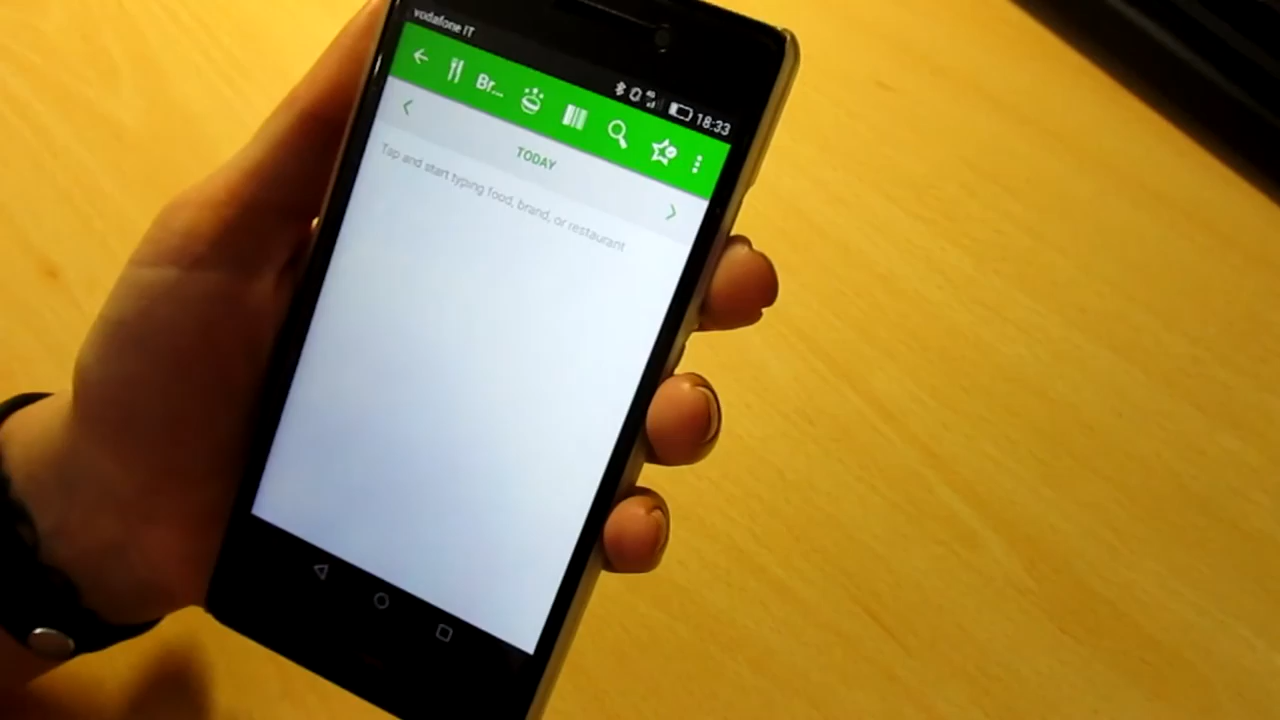 vodafone IT
18:33
Br...
TODAY
Tap and start typing food, brand, or restaurant